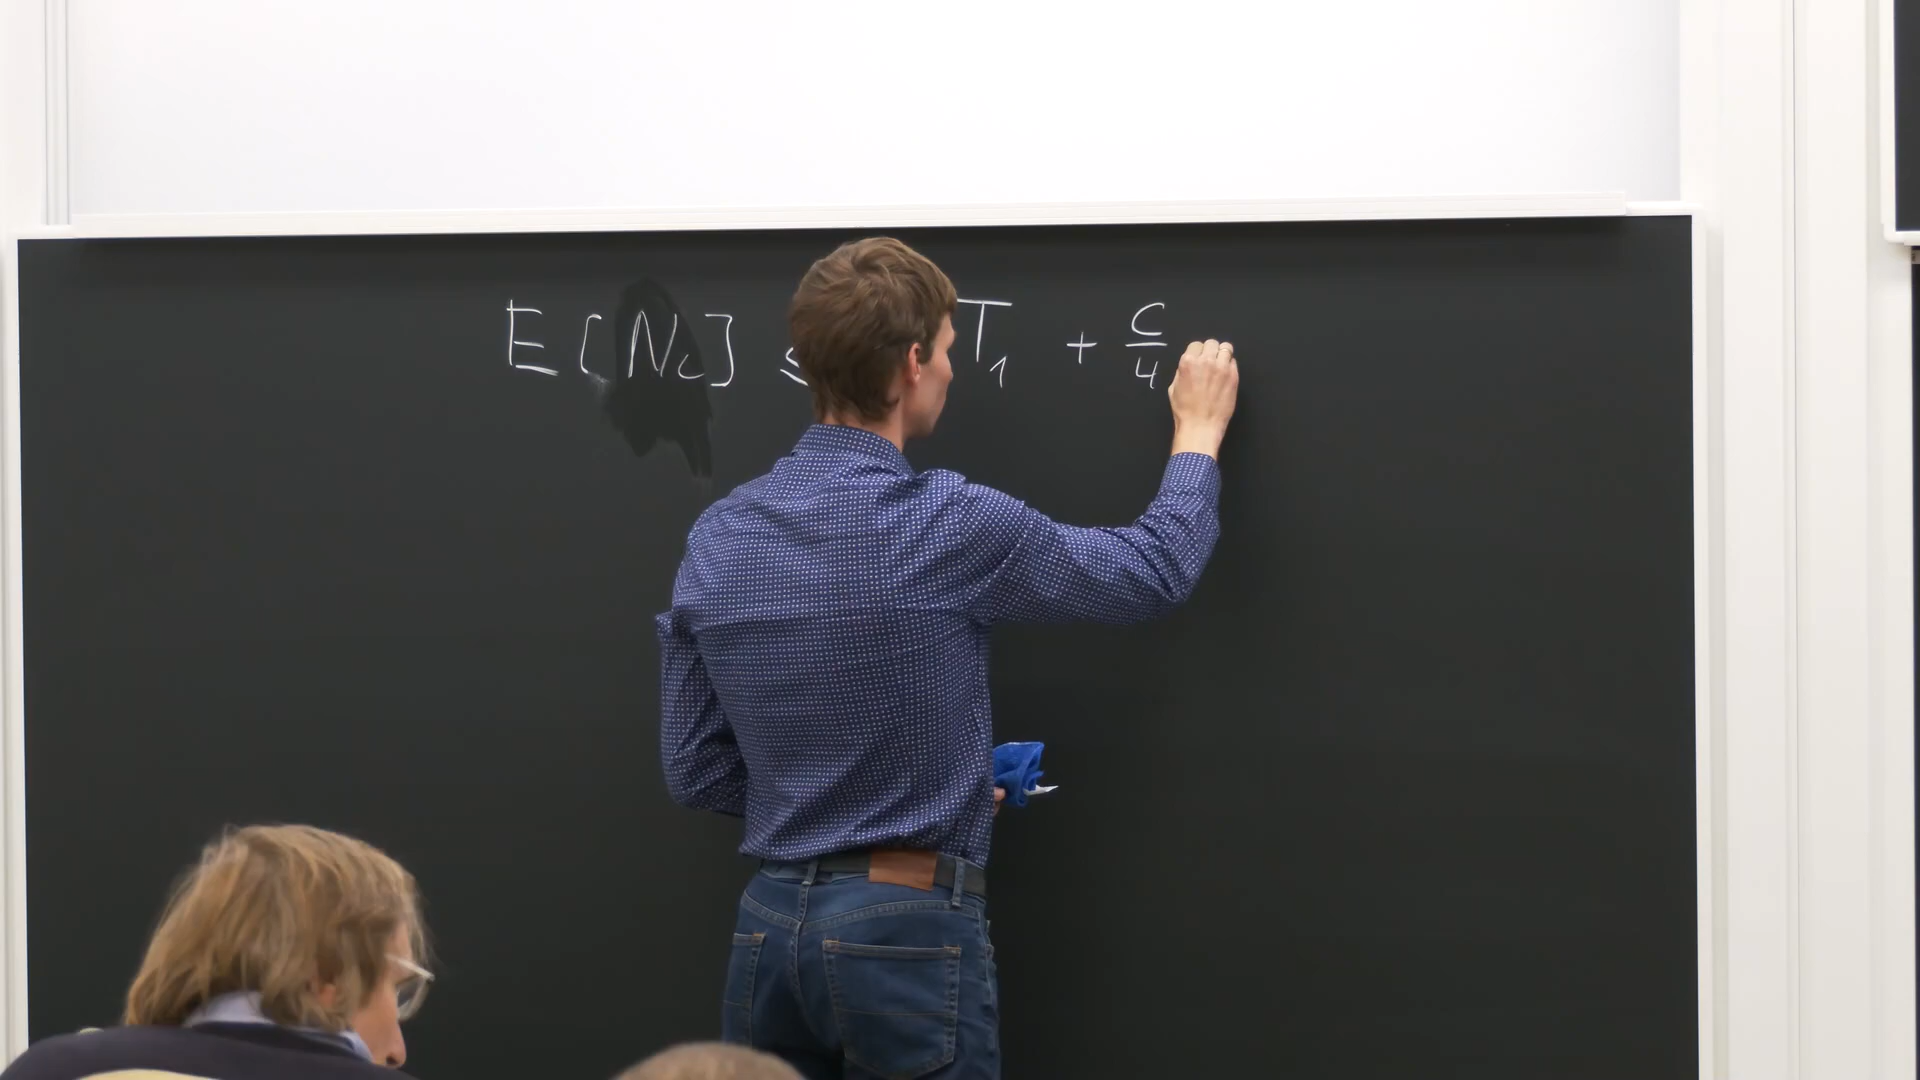 E[N_c] ≤ T_1 + C/4